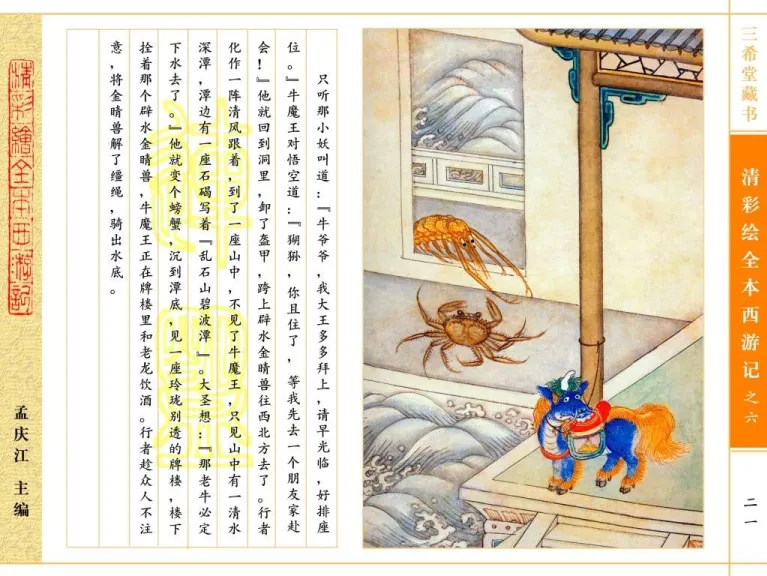 三希堂藏书
清彩绘全本西游记之六
二一
只听那小妖叫道：『牛爷爷，我大王多多拜上，请早光临，好排座
位。』牛魔王对悟空道：『猢狲，你且住了，等我先去一个朋友家赴
会！』他就回到洞里，卸了盔甲，跨上辟水金睛兽往西北方去了。行者
化作一阵清风跟着，到了一座山中，不见了牛魔王，只见山中有一清水
深潭，潭边有一座石碣写着『乱石山碧波潭』。大圣想：『那老牛必定
下水去了。』他就变个螃蟹，沉到潭底，见一座玲珑别透的牌楼，楼下
拴着那个辟水金睛兽，牛魔王正在牌楼里和老龙饮酒。行者趁众人不注
意，将金睛兽解了缰绳，骑出水底。
清彩繪全本西游記
孟庆江 主编